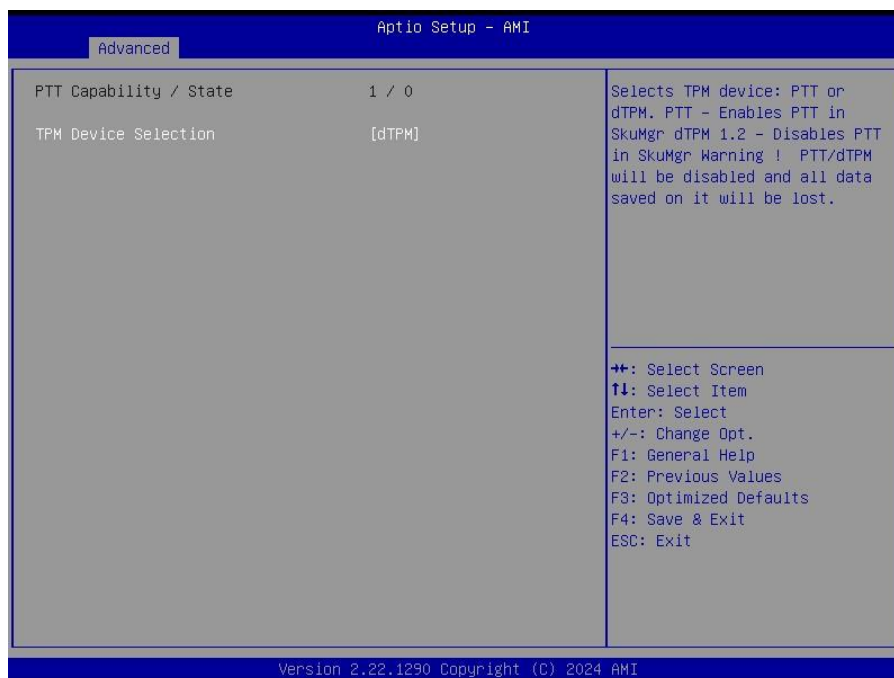 Aptio Setup - AMI
Advanced
PTT Capability / State 1 / 0
TPM Device Selection [dTPM]
Selects TPM device: PTT or
dTPM. PTT - Enables PTT in
SkuMgr dTPM 1.2 - Disables PTT
in SkuMgr Warning ! PTT/dTPM
will be disabled and all data
saved on it will be lost.
→←: Select Screen
↑↓: Select Item
Enter: Select
+/-: Change Opt.
F1: General Help
F2: Previous Values
F3: Optimized Defaults
F4: Save & Exit
ESC: Exit
Version 2.22.1290 Copyright (C) 2024 AMI